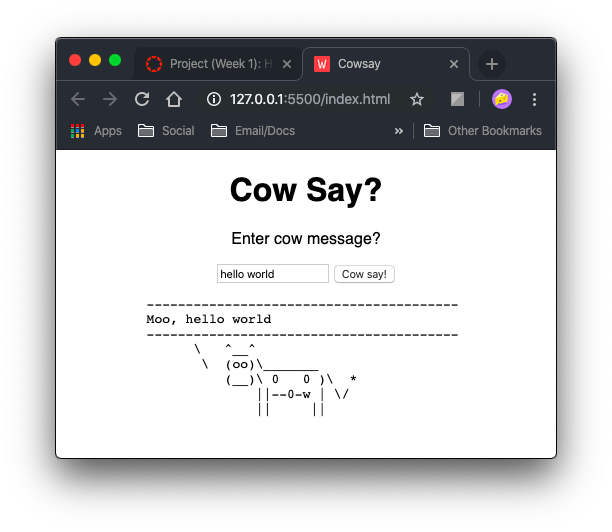 Project (Week 1): H
Cowsay
127.0.0.1:5500/index.html
Apps Social Email/Docs » Other Bookmarks
Cow Say?
Enter cow message?
hello world Cow say!
----------------------------------------
Moo, hello world
----------------------------------------
      \   ^__^
       \  (oo)\_______
          (__)\ 0   0 )\  *
              ||--0-w | \/
              ||     ||